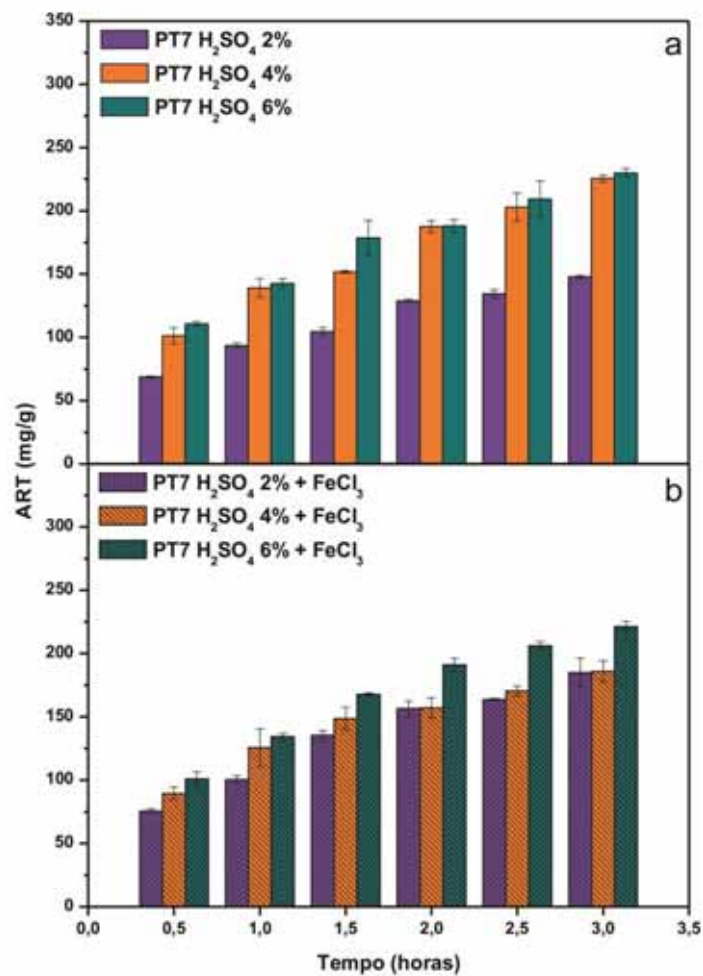 350
300
250
200
150
100
50
0
PT7 H₂SO₄ 2%
PT7 H₂SO₄ 4%
PT7 H₂SO₄ 6%
a
ART (mg/g)
PT7 H₂SO₄ 2% + FeCl₃
PT7 H₂SO₄ 4% + FeCl₃
PT7 H₂SO₄ 6% + FeCl₃
b
300
250
200
150
100
50
0
0,0 0,5 1,0 1,5 2,0 2,5 3,0 3,5
Tempo (horas)